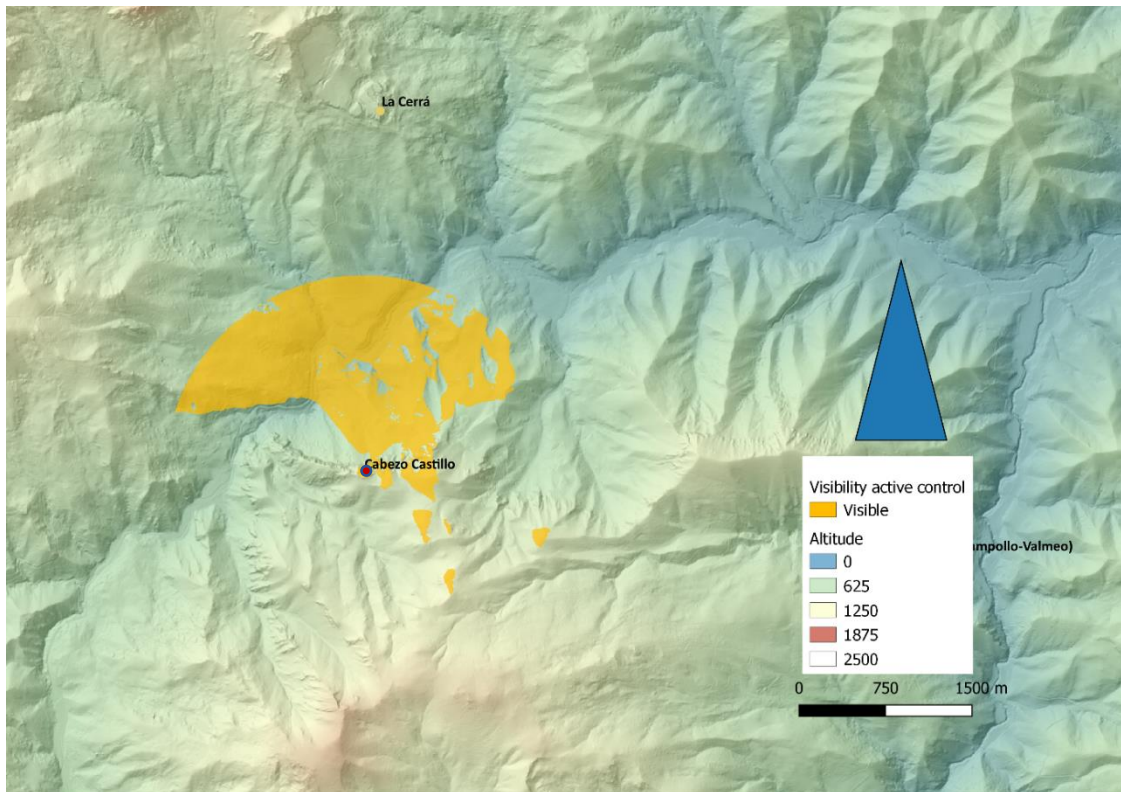 La Cerrá
Cabezo Castillo
Visibility active control
Visible
Altitude
0
625
1250
1875
2500
ampollo-Valmeo)
0 750 1500 m